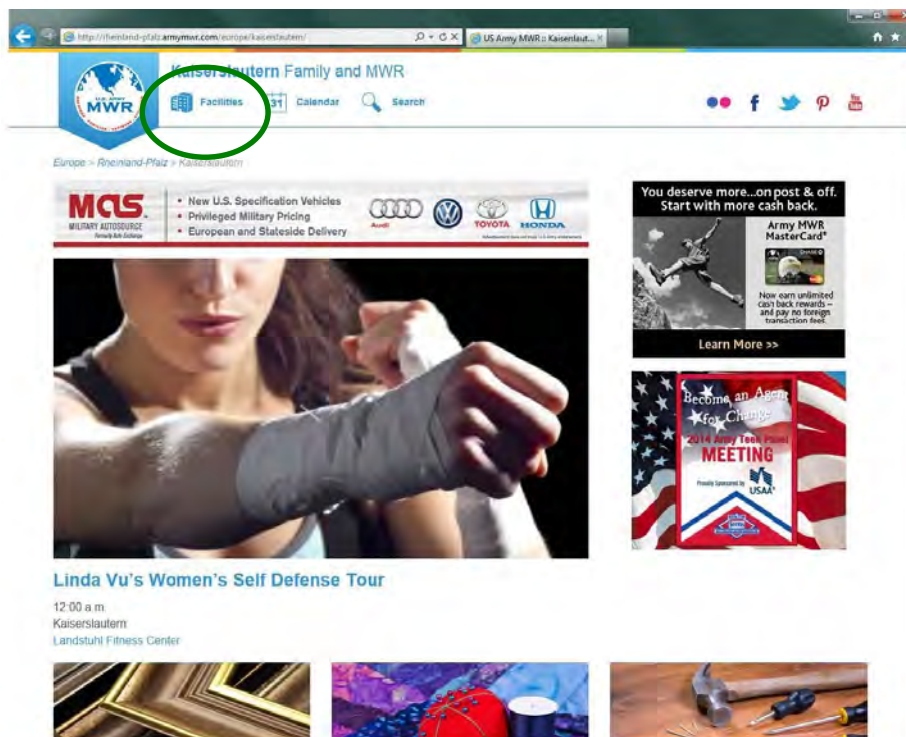 http://rheinland-pfalz.armymwr.com/europe/kaiserslautern/
US Army MWR :: Kaiserslaut...
Kaiserslautern Family and MWR
U.S. ARMY
MWR
Facilities
31
Calendar
Search
f
You
Tube
Europe > Rheinland-Pfalz > Kaiserslautern
MAS
MILITARY AUTOSOURCE
• New U.S. Specification Vehicles
• Privileged Military Pricing
• European and Stateside Delivery
Audi
TOYOTA
HONDA
You deserve more...on post & off.
Start with more cash back.
Army MWR
MasterCard®
Now earn unlimited
cash back rewards –
and pay no foreign
transaction fees.
Learn More >>
Become an Agent
for Change
2014 Army Teen Panel
MEETING
Proudly Sponsored by
USAA®
Linda Vu's Women's Self Defense Tour
12:00 a.m.
Kaiserslautern
Landstuhl Fitness Center